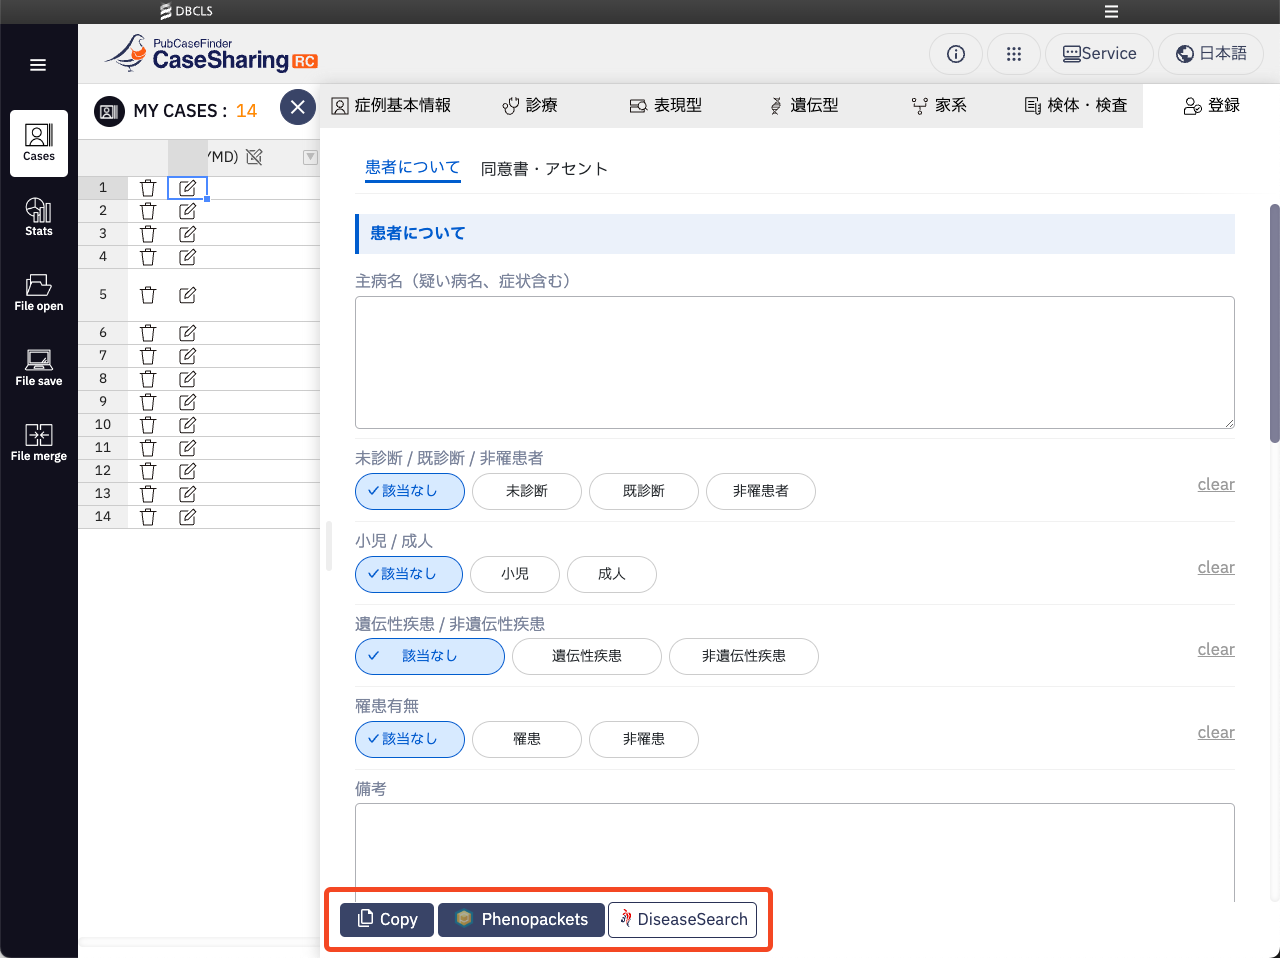 DBCLS
PubCaseFinder
CaseSharing RC
Service
日本語
Cases
Stats
File open
File save
File merge
MY CASES : 14
/MD)
1
2
3
4
5
6
7
8
9
10
11
12
13
14
症例基本情報
診療
表現型
遺伝型
家系
検体・検査
登録
患者について
同意書・アセント
患者について
主病名（疑い病名、症状含む）
未診断 / 既診断 / 非罹患者
該当なし
未診断
既診断
非罹患者
clear
小児 / 成人
該当なし
小児
成人
clear
遺伝性疾患 / 非遺伝性疾患
該当なし
遺伝性疾患
非遺伝性疾患
clear
罹患有無
該当なし
罹患
非罹患
clear
備考
Copy
Phenopackets
DiseaseSearch